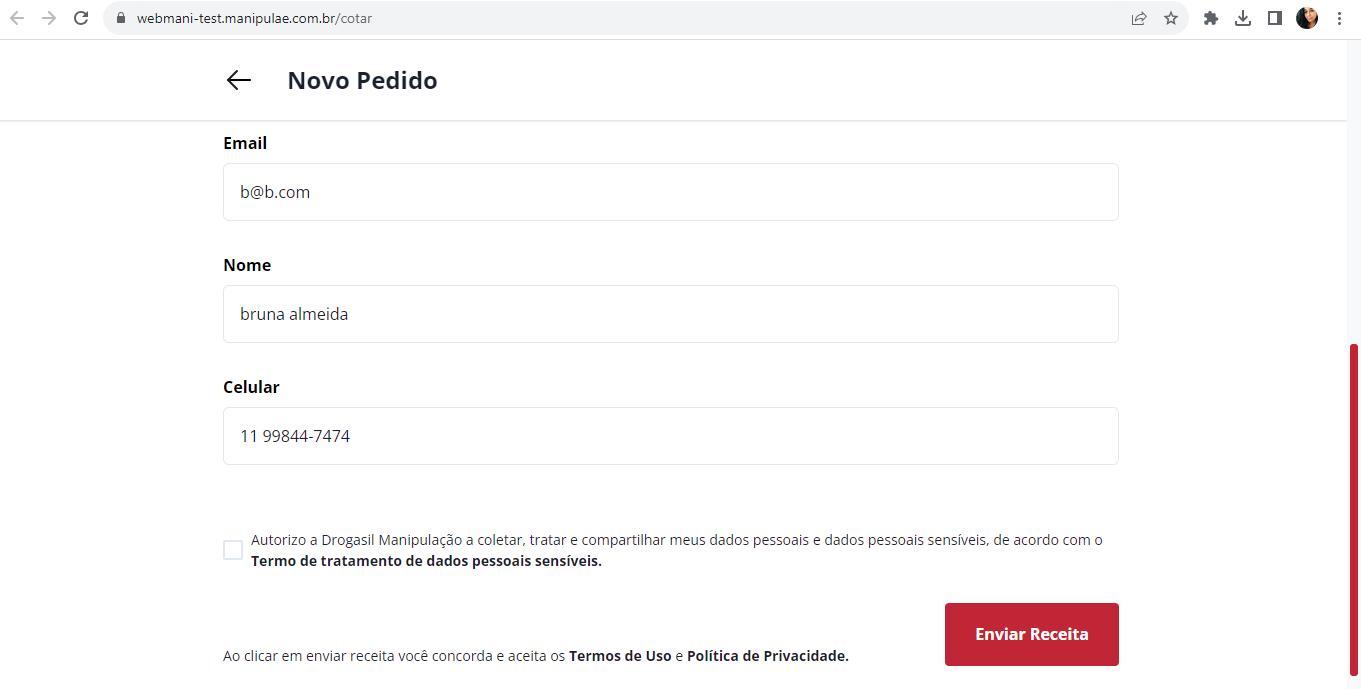 webmani-test.manipulae.com.br/cotar
Novo Pedido
Email
b@b.com
Nome
bruna almeida
Celular
11 99844-7474
Autorizo a Drogasil Manipulação a coletar, tratar e compartilhar meus dados pessoais e dados pessoais sensíveis, de acordo com o
Termo de tratamento de dados pessoais sensíveis.
Enviar Receita
Ao clicar em enviar receita você concorda e aceita os Termos de Uso e Política de Privacidade.